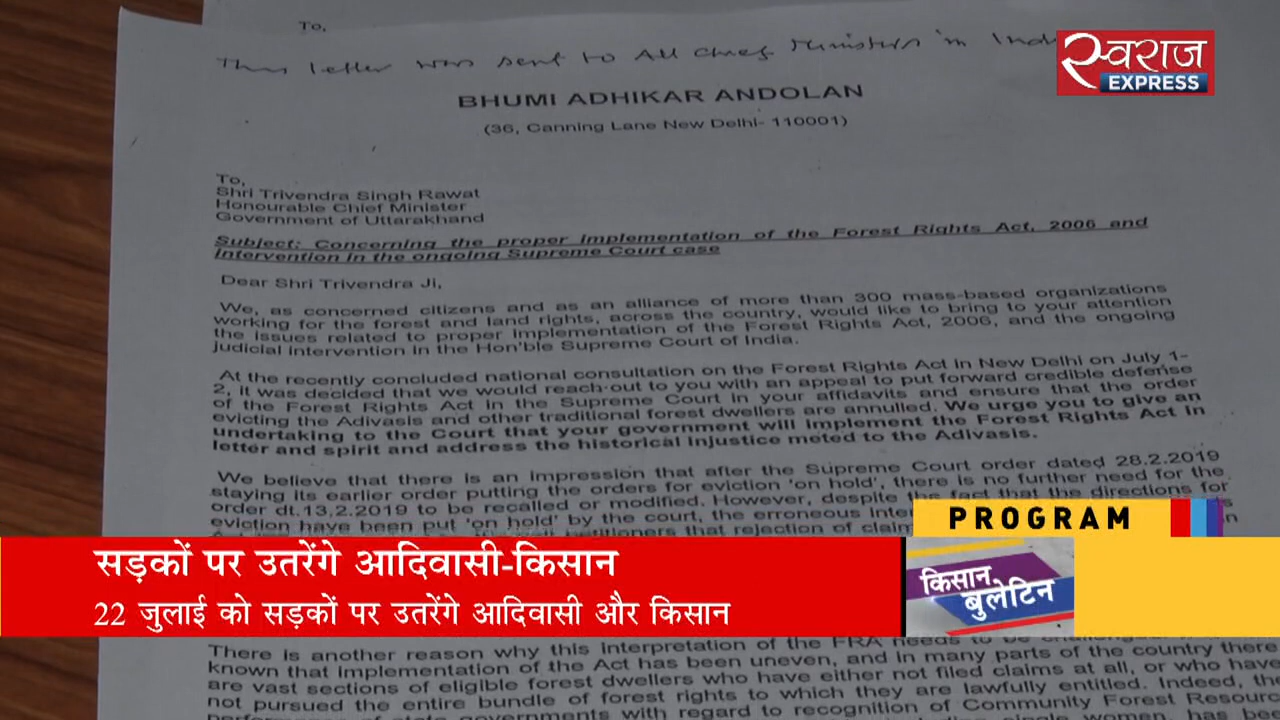 To,
This letter was sent to All Chief Ministers in Ind
स्वराज
EXPRESS
BHUMI ADHIKAR ANDOLAN
(36, Canning Lane New Delhi- 110001)
To,
Shri Trivendra Singh Rawat
Honourable Chief Minister
Government of Uttarakhand
Subject: Concerning the proper implementation of the Forest Rights Act, 2006 and
intervention in the ongoing Supreme Court case
Dear Shri Trivendra Ji,
We, as concerned citizens and as an alliance of more than 300 mass-based organizations
working for the forest and land rights, across the country, would like to bring to your attention
the issues related to proper implementation of the Forest Rights Act, 2006, and the ongoing
judicial intervention in the Hon'ble Supreme Court of India.
At the recently concluded national consultation on the Forest Rights Act in New Delhi on July 1-
2, it was decided that we would reach out to you with an appeal to put forward credible defense
of the Forest Rights Act in the Supreme Court in your affidavits and ensure that the order
evicting the Adivasis and other traditional forest dwellers are annulled. We urge you to give an
undertaking to the Court that your government will implement the Forest Rights Act in
letter and spirit and address the historical injustice meted to the Adivasis.
We believe that there is an impression that after the Supreme Court order dated 28.2.2019
staying its earlier order putting the orders for eviction 'on hold', there is no further need for the
order dt.13.2.2019 to be recalled or modified. However, despite the fact that the directions for
eviction have been put 'on hold' by the court, the erroneous
petitioners that rejection of
PROGRAM
सड़कों पर उतरेंगे आदिवासी-किसान
22 जुलाई को सड़कों पर उतरेंगे आदिवासी और किसान
किसान
बुलेटिन
There is another reason why this interpretation of the FRA needs to be
known that implementation of the Act has been uneven, and in many parts of the country there
are vast sections of eligible forest dwellers who have either not filed claims at all, or who have
not pursued the entire bundle of forest rights to which they are lawfully entitled. Indeed, the
performance of state governments with regard to recognition of Community Forest Resourc